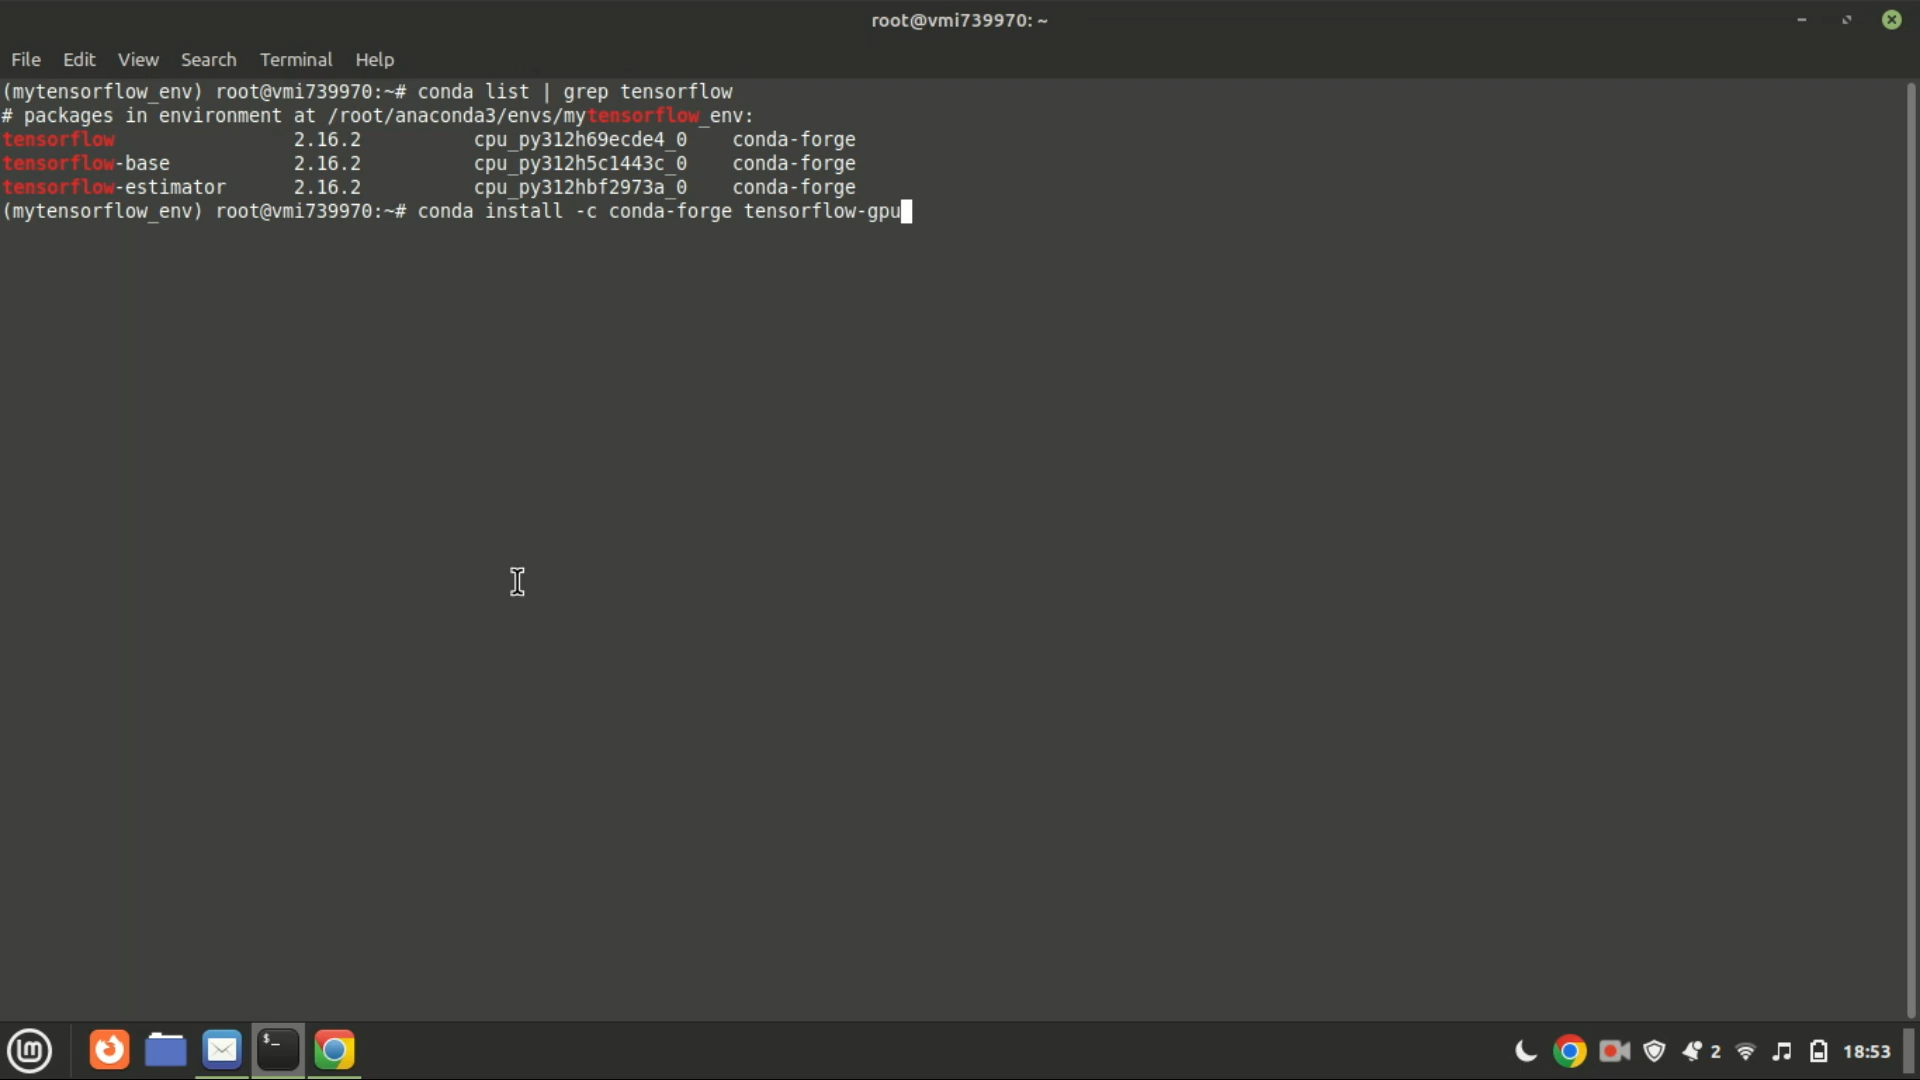 root@vmi739970: ~
File Edit View Search Terminal Help
(mytensorflow_env) root@vmi739970:~# conda list | grep tensorflow
# packages in environment at /root/anaconda3/envs/mytensorflow_env:
tensorflow                2.16.2          cpu_py312h69ecde4_0    conda-forge
tensorflow-base           2.16.2          cpu_py312h5c1443c_0    conda-forge
tensorflow-estimator      2.16.2          cpu_py312hbf2973a_0    conda-forge
(mytensorflow_env) root@vmi739970:~# conda install -c conda-forge tensorflow-gpu
$_
lm
2 18:53